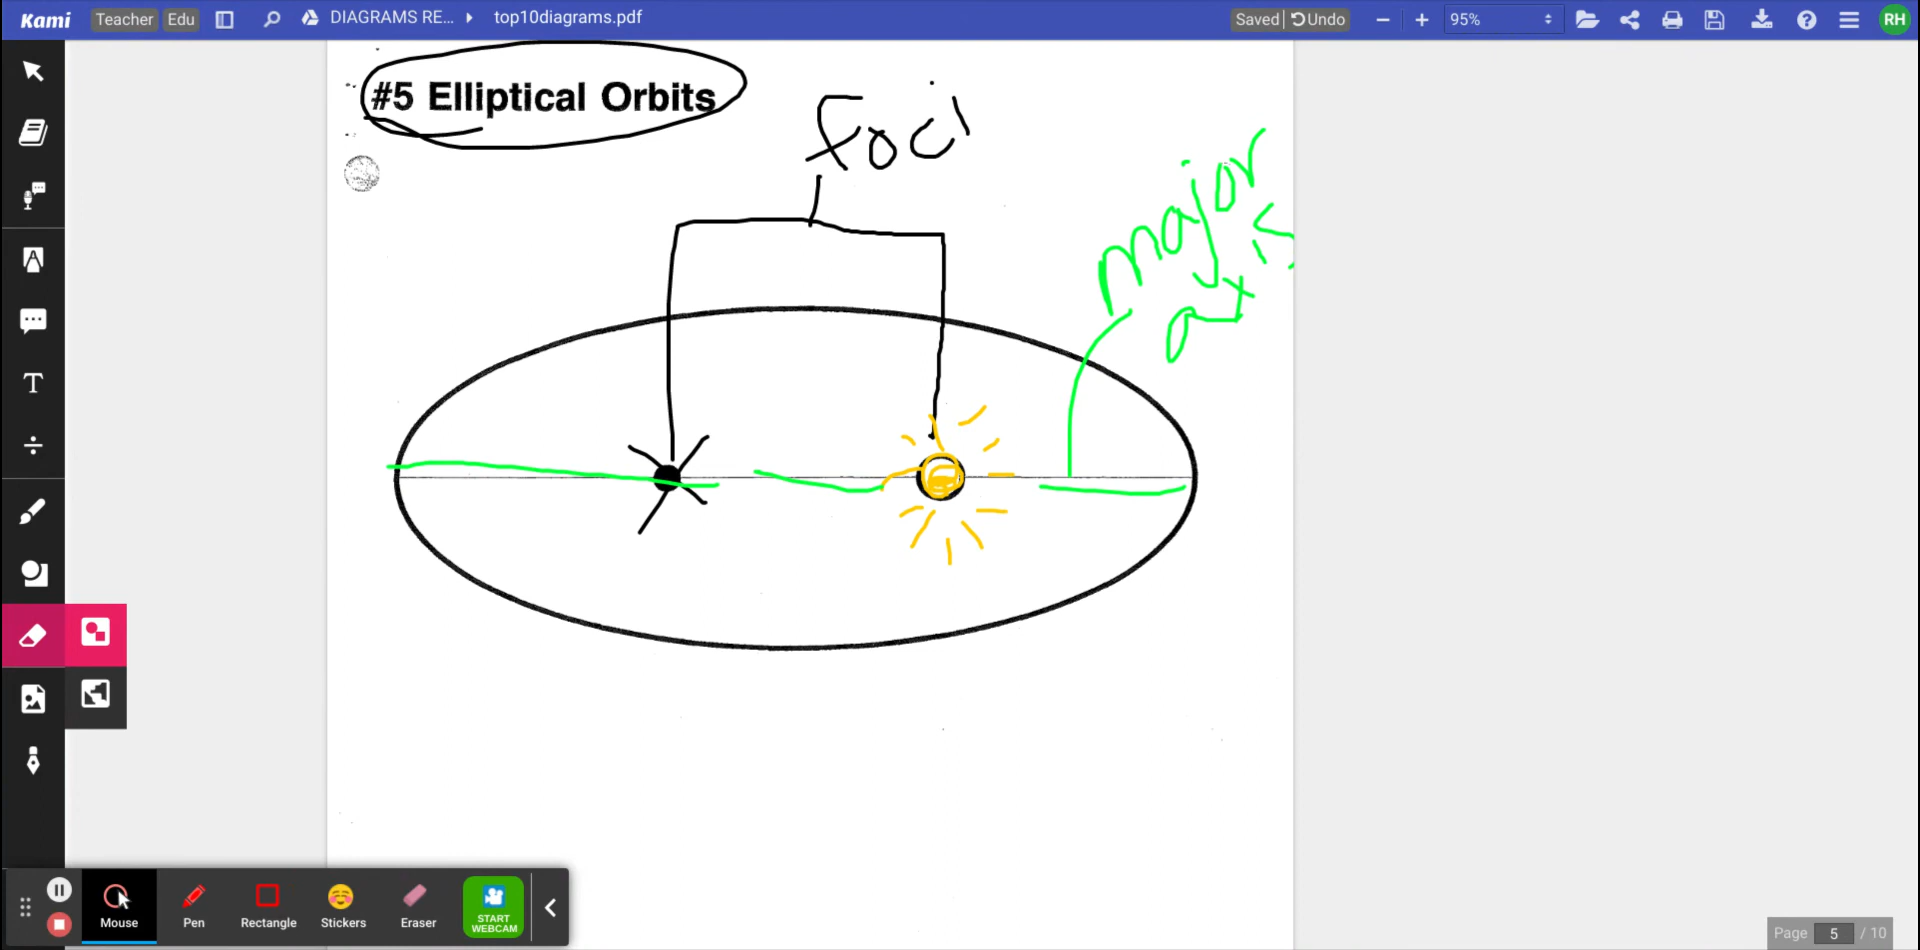 Kami Teacher Edu DIAGRAMS RE... top10diagrams.pdf Saved Undo 95% RH
#5 Elliptical Orbits
Foci
major
axis
T
Mouse Pen Rectangle Stickers Eraser START
WEBCAM
Page 5 / 10